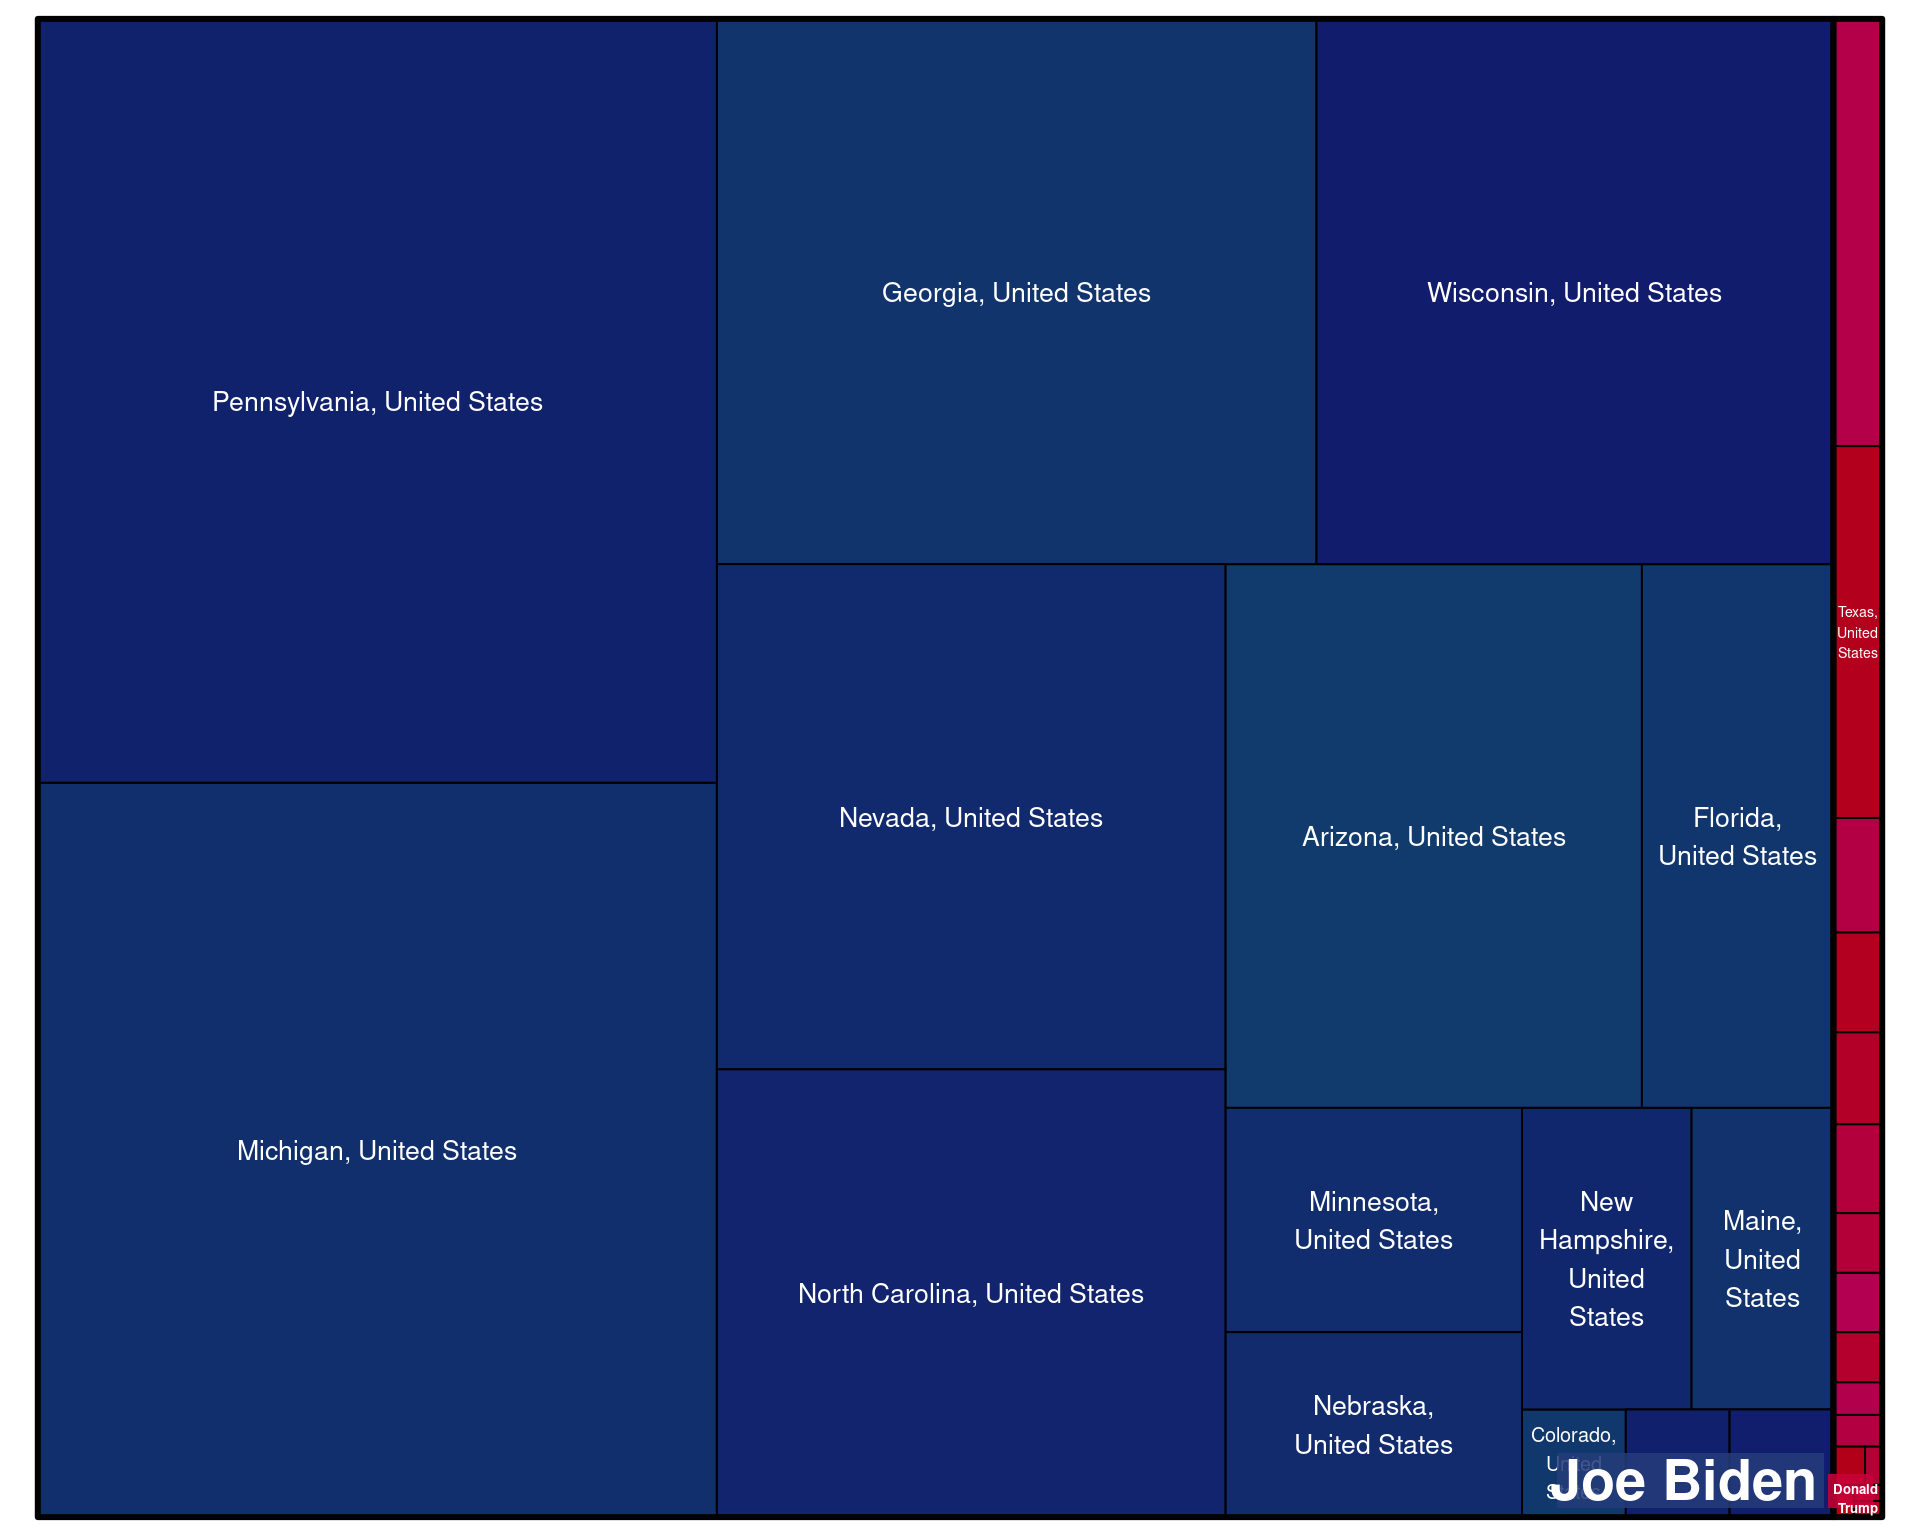 Pennsylvania, United States
Georgia, United States
Wisconsin, United States
Michigan, United States
Nevada, United States
North Carolina, United States
Arizona, United States
Florida,
United States
Minnesota,
United States
Nebraska,
United States
New
Hampshire,
United
States
Maine,
United
States
Colorado,
United
Joe Biden
Texas,
United
States
Donald
Trump